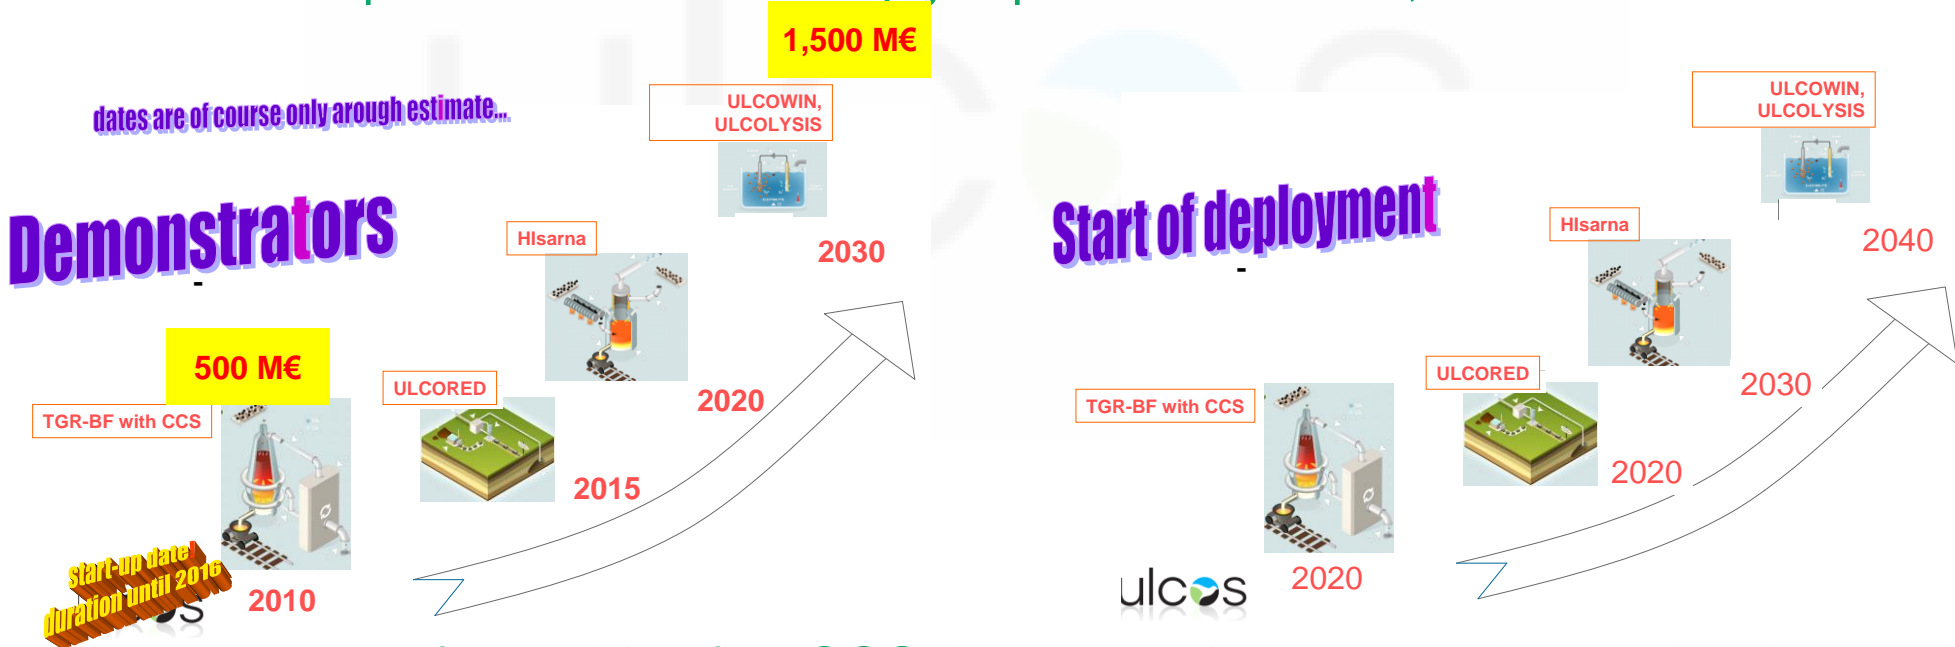 1,500 M€
dates are of course only arough estimate...
ULCOWIN,
ULCOLYSIS
Demonstrators
-
HIsarna
2030
500 M€
ULCORED
2020
TGR-BF with CCS
2015
start-up date!
duration until 2016
2010
ULCOWIN,
ULCOLYSIS
Start of deployment
-
HIsarna
2040
ULCORED
2030
TGR-BF with CCS
2020
2020
ulcos